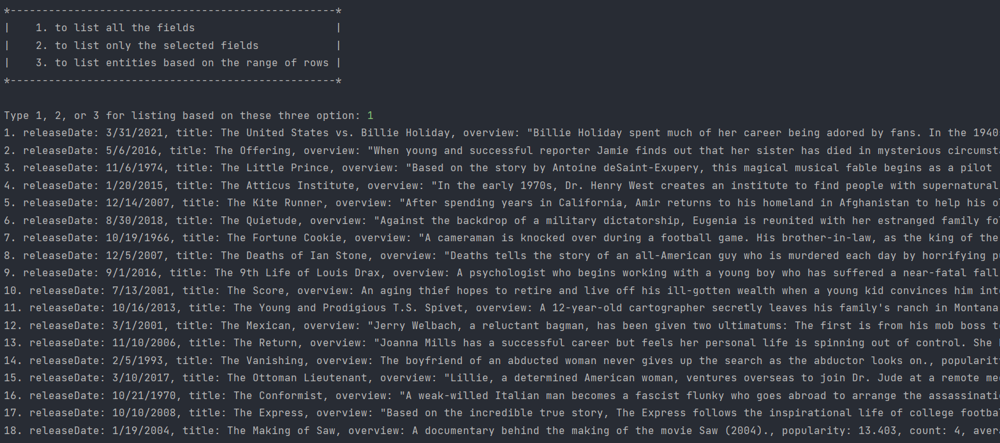 *---------------------------------------------------*
|    1. to list all the fields                      |
|    2. to list only the selected fields            |
|    3. to list entities based on the range of rows |
*---------------------------------------------------*
Type 1, 2, or 3 for listing based on these three option: 1
1. releaseDate: 3/31/2021, title: The United States vs. Billie Holiday, overview: "Billie Holiday spent much of her career being adored by fans. In the 1940
2. releaseDate: 5/6/2016, title: The Offering, overview: "When young and successful reporter Jamie finds out that her sister has died in mysterious circumst
3. releaseDate: 11/6/1974, title: The Little Prince, overview: "Based on the story by Antoine deSaint-Exupery, this magical musical fable begins as a pilot
4. releaseDate: 1/20/2015, title: The Atticus Institute, overview: "In the early 1970s, Dr. Henry West creates an institute to find people with supernatural
5. releaseDate: 12/14/2007, title: The Kite Runner, overview: "After spending years in California, Amir returns to his homeland in Afghanistan to help his o
6. releaseDate: 8/30/2018, title: The Quietude, overview: "Against the backdrop of a military dictatorship, Eugenia is reunited with her estranged family fo
7. releaseDate: 10/19/1966, title: The Fortune Cookie, overview: "A cameraman is knocked over during a football game. His brother-in-law, as the king of the
8. releaseDate: 12/5/2007, title: The Deaths of Ian Stone, overview: "Deaths tells the story of an all-American guy who is murdered each day by horrifying p
9. releaseDate: 9/1/2016, title: The 9th Life of Louis Drax, overview: A psychologist who begins working with a young boy who has suffered a near-fatal fall
10. releaseDate: 7/13/2001, title: The Score, overview: An aging thief hopes to retire and live off his ill-gotten wealth when a young kid convinces him int
11. releaseDate: 10/16/2013, title: The Young and Prodigious T.S. Spivet, overview: A 12-year-old cartographer secretly leaves his family's ranch in Montana
12. releaseDate: 3/1/2001, title: The Mexican, overview: "Jerry Welbach, a reluctant bagman, has been given two ultimatums: The first is from his mob boss t
13. releaseDate: 11/10/2006, title: The Return, overview: "Joanna Mills has a successful career but feels her personal life is spinning out of control. She
14. releaseDate: 2/5/1993, title: The Vanishing, overview: The boyfriend of an abducted woman never gives up the search as the abductor looks on., popularit
15. releaseDate: 3/10/2017, title: The Ottoman Lieutenant, overview: "Lillie, a determined American woman, ventures overseas to join Dr. Jude at a remote me
16. releaseDate: 10/21/1970, title: The Conformist, overview: "A weak-willed Italian man becomes a fascist flunky who goes abroad to arrange the assassinati
17. releaseDate: 10/10/2008, title: The Express, overview: "Based on the incredible true story, The Express follows the inspirational life of college footba
18. releaseDate: 1/19/2004, title: The Making of Saw, overview: A documentary behind the making of the movie Saw (2004)., popularity: 13.403, count: 4, aver